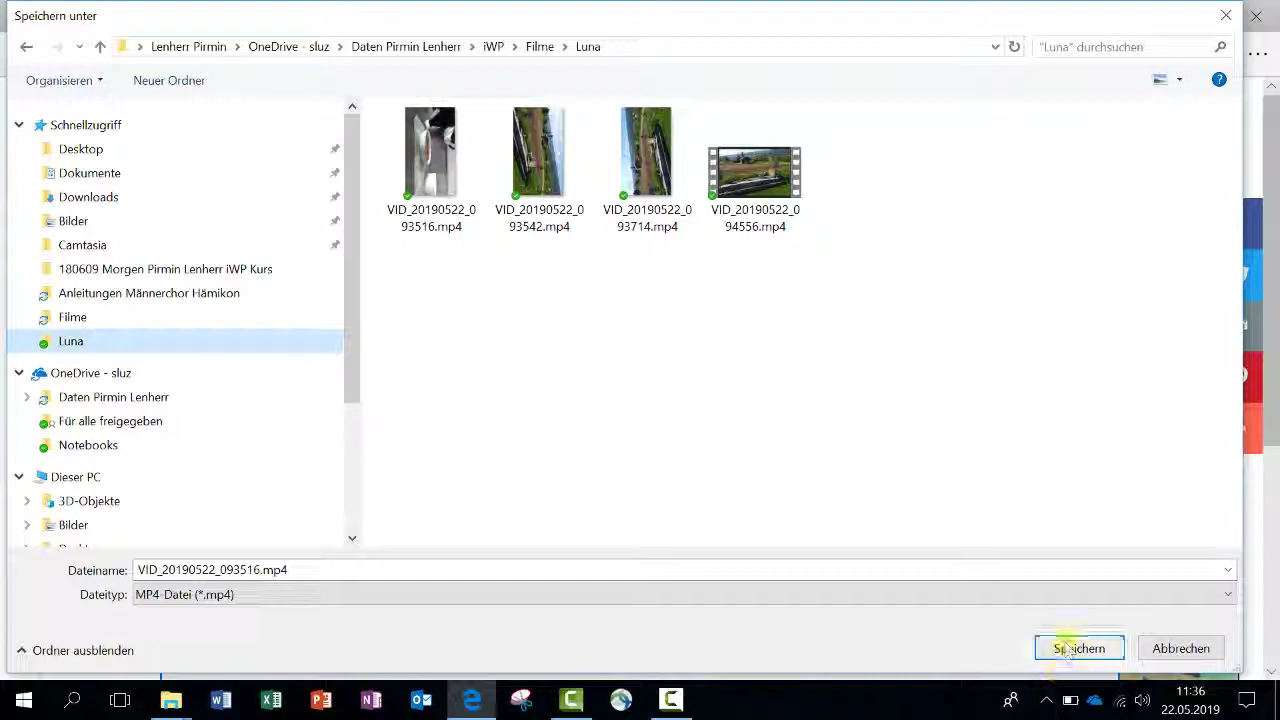 Speichern unter
Lenherr Pirmin > OneDrive - sluz > Daten Pirmin Lenherr > iWP > Filme > Luna
"Luna" durchsuchen
Organisieren
Neuer Ordner
Schnellzugriff
Desktop
Dokumente
Downloads
Bilder
Camtasia
180609 Morgen Pirmin Lenherr iWP Kurs
Anleitungen Männerchor Hämikon
Filme
Luna
OneDrive - sluz
Daten Pirmin Lenherr
Für alle freigegeben
Notebooks
Dieser PC
3D-Objekte
Bilder
VID_20190522_0
93516.mp4
VID_20190522_0
93542.mp4
VID_20190522_0
93714.mp4
VID_20190522_0
94556.mp4
Dateiname: VID_20190522_093516.mp4
Dateityp: MP4-Datei (*.mp4)
Ordner ausblenden
Speichern
Abbrechen
11:36
22.05.2019